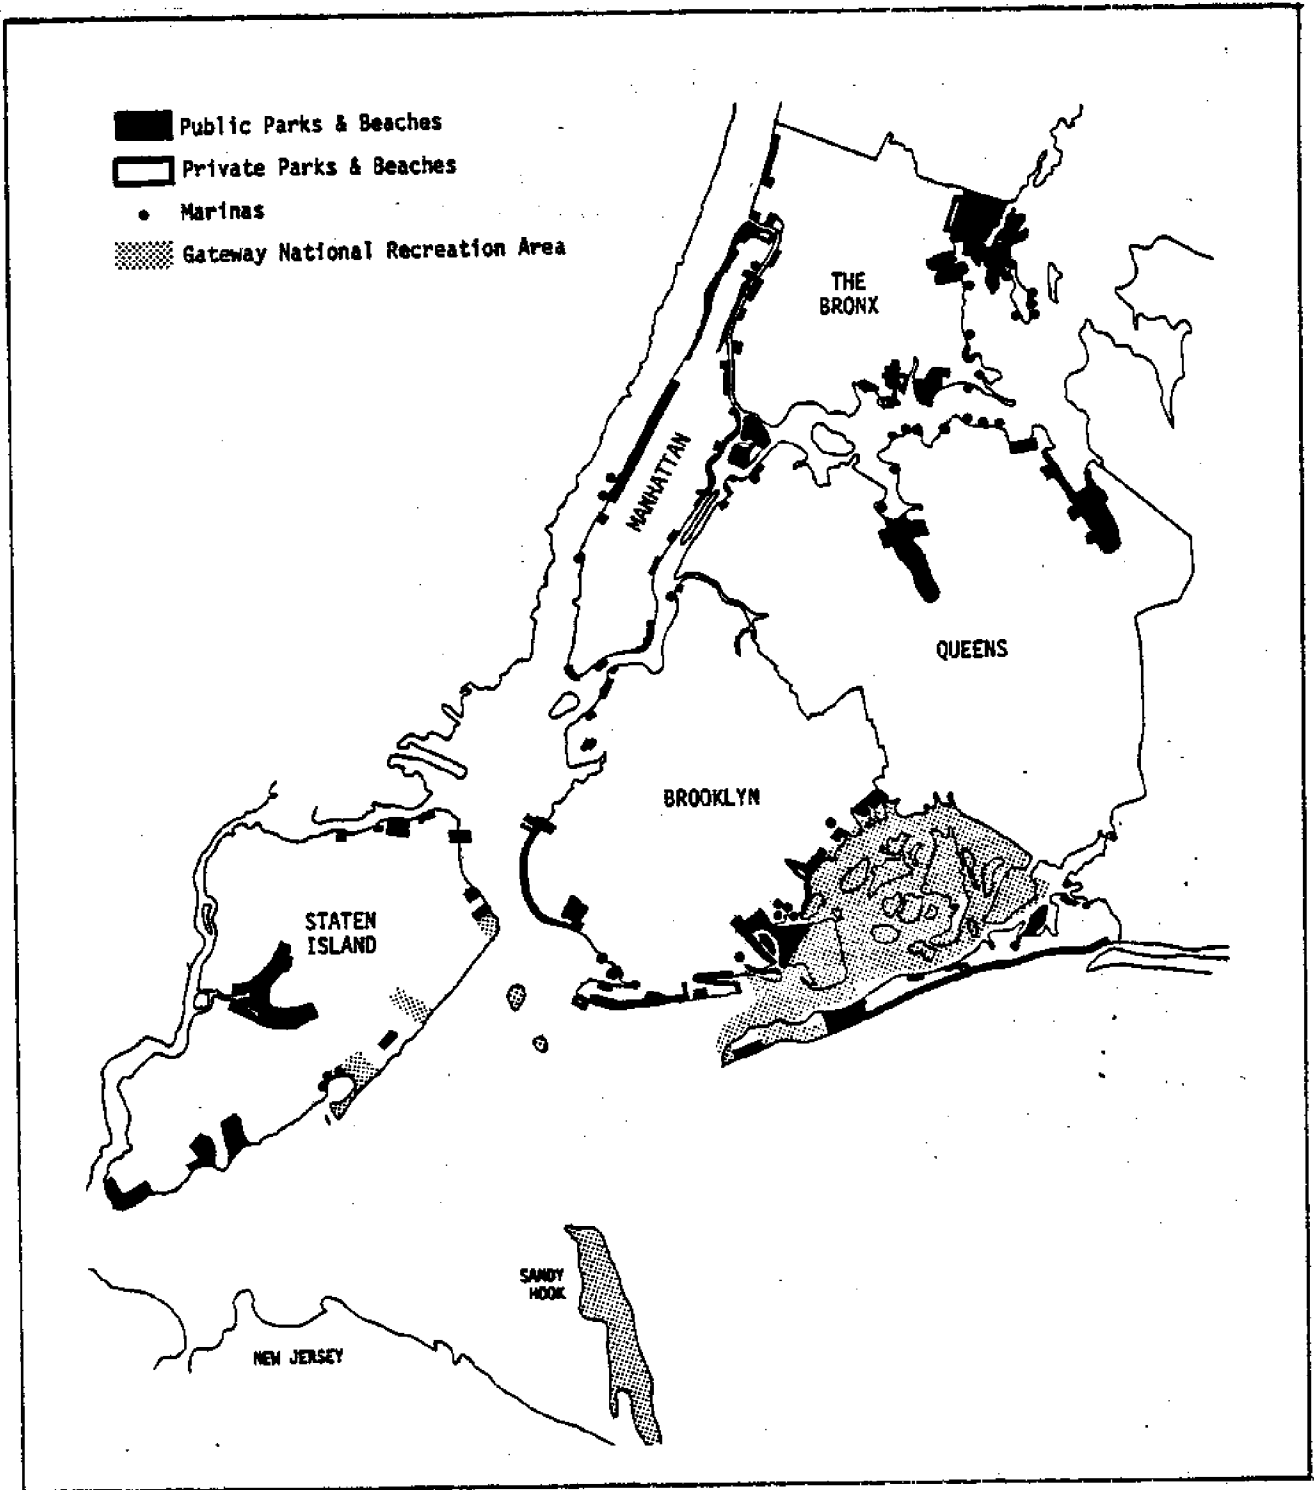 Public Parks & Beaches
Private Parks & Beaches
Marinas
Gateway National Recreation Area
THE
BRONX
MANHATTAN
QUEENS
BROOKLYN
STATEN
ISLAND
SANDY
HOOK
NEW JERSEY